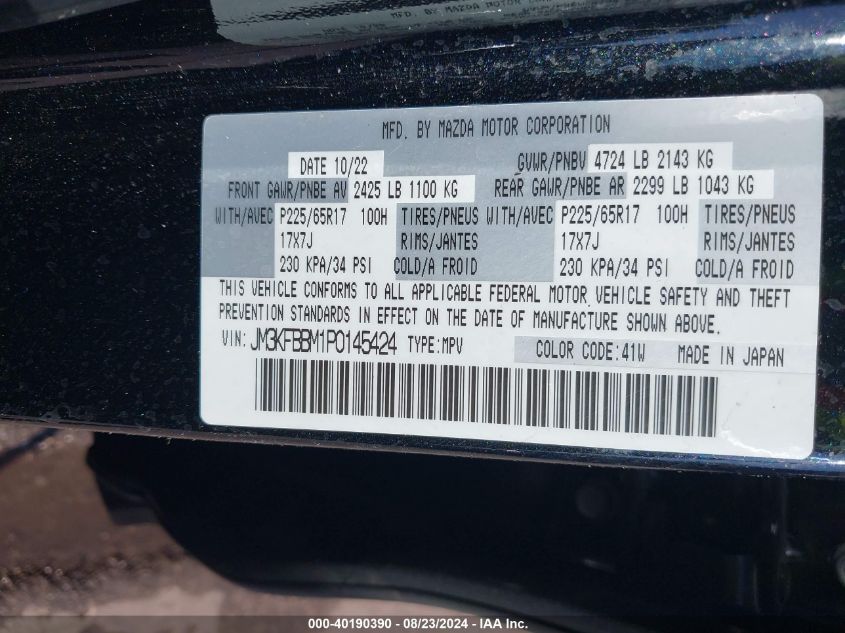 MFD. BY MAZDA MOTOR CORPORATION
DATE 10/22 GVWR/PNBV 4724 LB 2143 KG
FRONT GAWR/PNBE AV 2425 LB 1100 KG REAR GAWR/PNBE AR 2299 LB 1043 KG
WITH/AVEC P225/65R17 100H TIRES/PNEUS WITH/AVEC P225/65R17 100H TIRES/PNEUS
17X7J RIMS/JANTES 17X7J RIMS/JANTES
230 KPA/34 PSI COLD/A FROID 230 KPA/34 PSI COLD/A FROID
THIS VEHICLE CONFORMS TO ALL APPLICABLE FEDERAL MOTOR VEHICLE SAFETY AND THEFT
PREVENTION STANDARDS IN EFFECT ON THE DATE OF MANUFACTURE SHOWN ABOVE.
VIN: JM3KFBBM1P0145424 TYPE:MPV COLOR CODE:41W MADE IN JAPAN
000-40190390 - 08/23/2024 - IAA Inc.